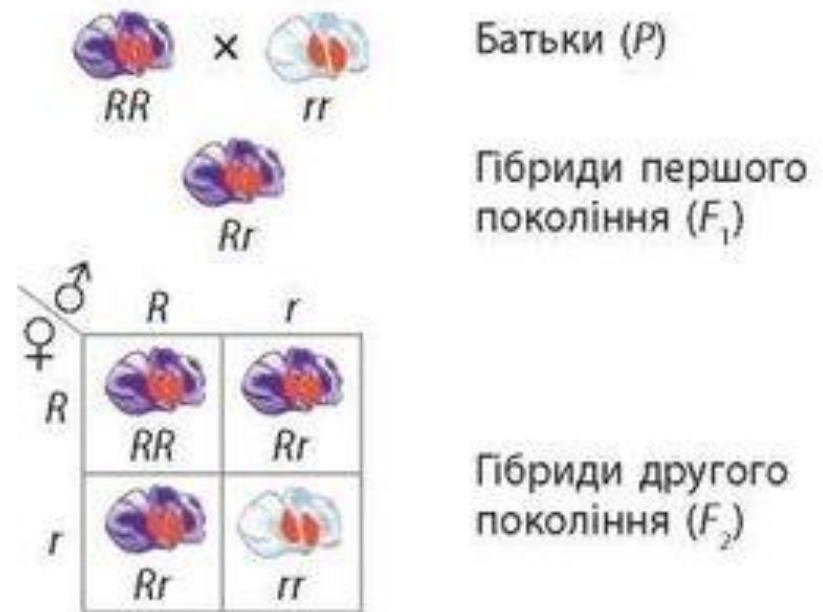 × Батьки (P)
RR rr
Гібриди першого
покоління (F₁)
Rr
♂ R r
♀
R
RR Rr
Гібриди другого
покоління (F₂)
r
Rr rr